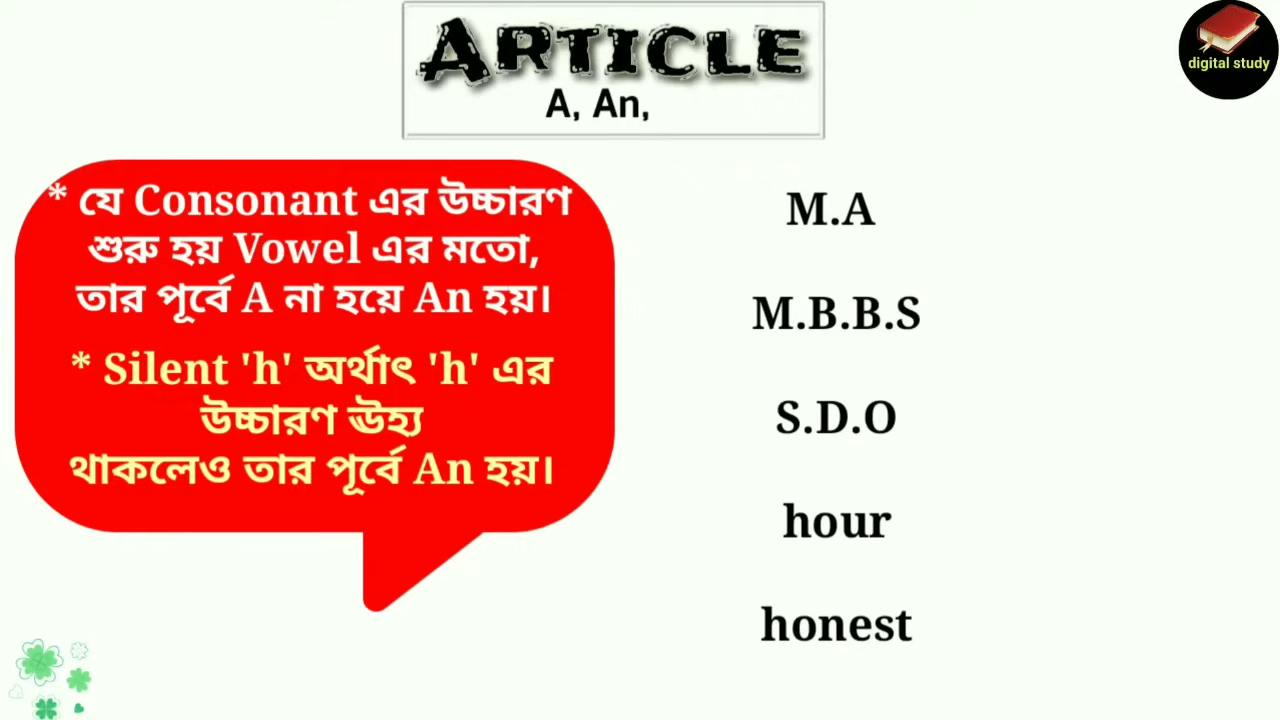 ARTICLE
A, An,
digital study
* যে Consonant এর উচ্চারণ
শুরু হয় Vowel এর মতো,
তার পূর্বে A না হয়ে An হয়।
* Silent 'h' অর্থাৎ 'h' এর
উচ্চারণ ঊহ্য
থাকলেও তার পূর্বে An হয়।
M.A
M.B.B.S
S.D.O
hour
honest